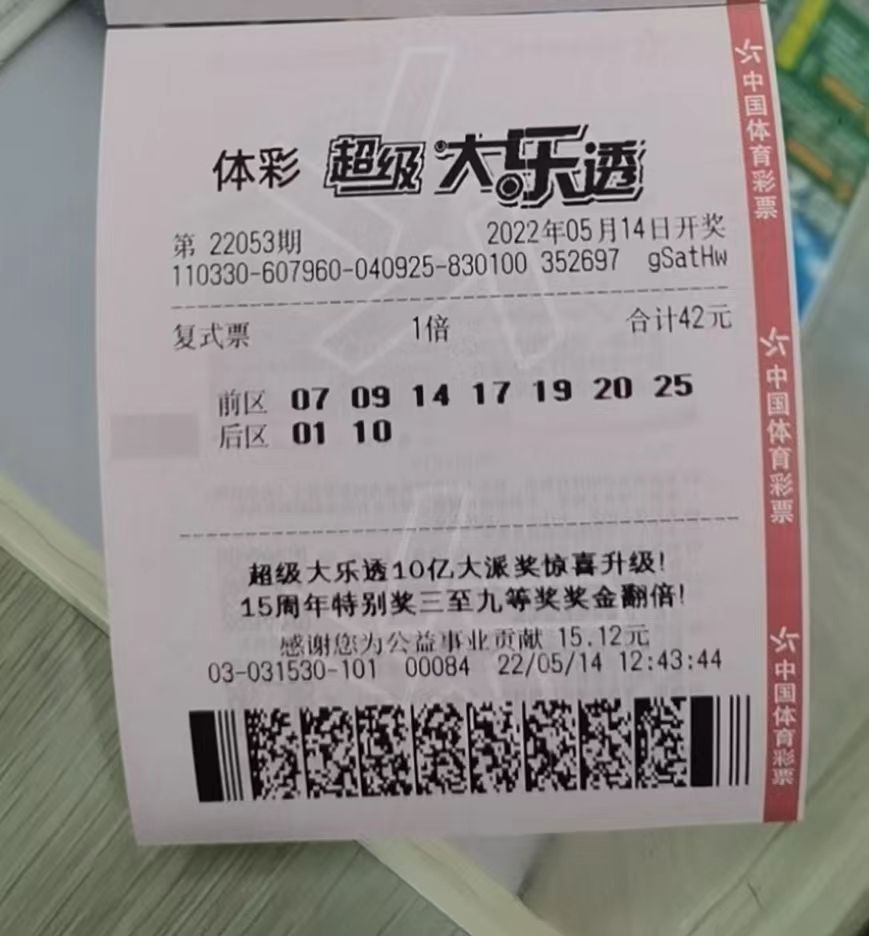 体彩 超级大乐透
第 22053期 2022年05月14日开奖
110330-607960-040925-830100 352697 gSatHw
复式票 1倍 合计42元
前区 07 09 14 17 19 20 25
后区 01 10
超级大乐透10亿大派奖惊喜升级!
15周年特别奖三至九等奖奖金翻倍!
感谢您为公益事业贡献 15.12元
03-031530-101 00084 22/05/14 12:43:44
中国体育彩票
中国体育彩票
中国体育彩票